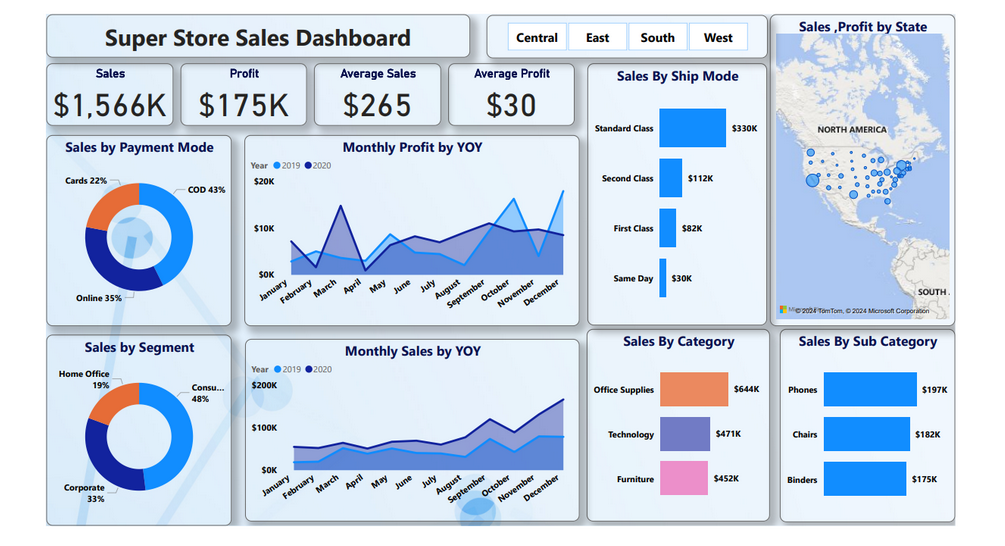 Super Store Sales Dashboard
Central East South West
Sales ,Profit by State
Sales
$1,566K
Profit
$175K
Average Sales
$265
Average Profit
$30
Sales By Ship Mode
Standard Class $330K
Second Class $112K
First Class $82K
Same Day $30K
NORTH AMERICA
SOUTH
© 2024 TomTom, © 2024 Microsoft Corporation
Sales by Payment Mode
Cards 22%
COD 43%
Online 35%
Monthly Profit by YOY
Year 2019 2020
$20K
$10K
$0K
January February March April May June July August September October November December
Sales by Segment
Home Office
19%
Consu...
48%
Corporate
33%
Monthly Sales by YOY
Year 2019 2020
$200K
$100K
$0K
January February March April May June July August September October November December
Sales By Category
Office Supplies $644K
Technology $471K
Furniture $452K
Sales By Sub Category
Phones $197K
Chairs $182K
Binders $175K